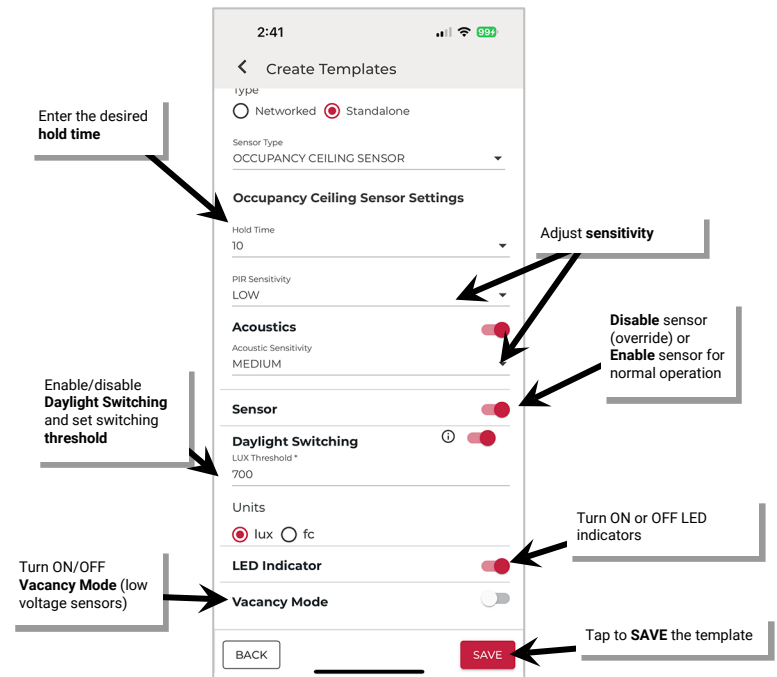 2:41
99
Create Templates
Type
Networked
Standalone
Enter the desired
hold time
Sensor Type
OCCUPANCY CEILING SENSOR
Occupancy Ceiling Sensor Settings
Hold Time
10
Adjust sensitivity
PIR Sensitivity
LOW
Acoustics
Acoustic Sensitivity
MEDIUM
Disable sensor
(override) or
Enable sensor for
normal operation
Enable/disable
Daylight Switching
and set switching
threshold
Sensor
Daylight Switching
LUX Threshold *
700
Units
lux
fc
Turn ON or OFF LED
indicators
LED Indicator
Turn ON/OFF
Vacancy Mode (low
voltage sensors)
Vacancy Mode
Tap to SAVE the template
BACK
SAVE